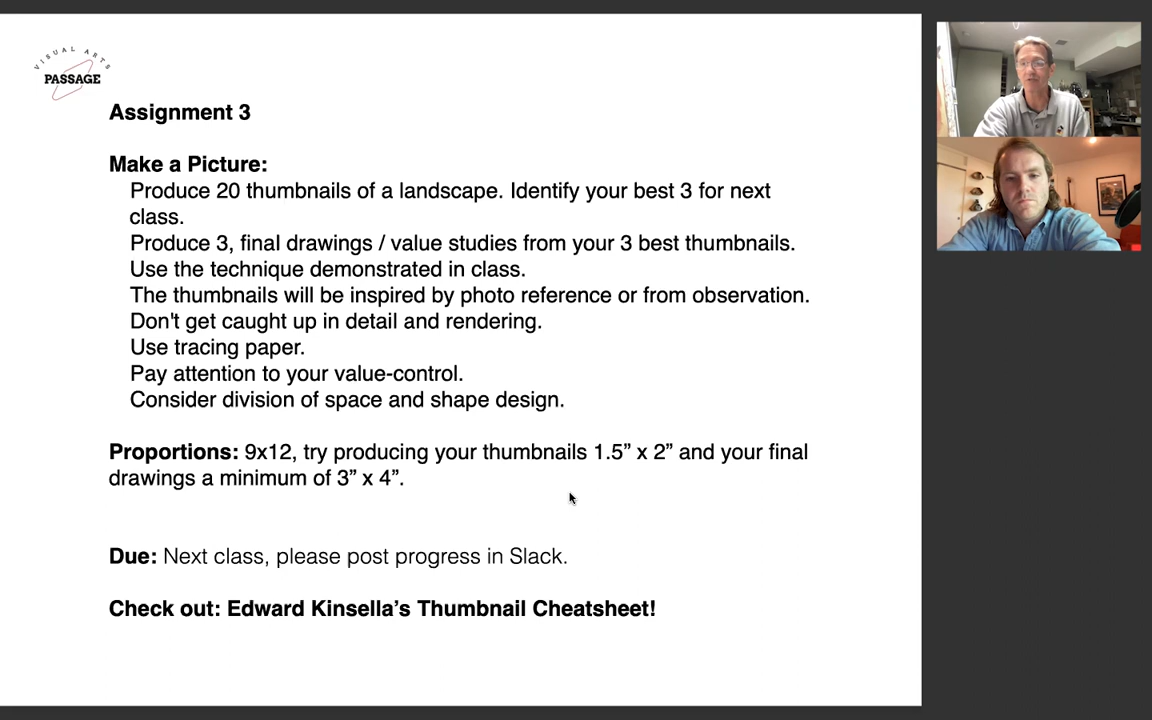 VISUAL ARTS
PASSAGE
Assignment 3
Make a Picture:
Produce 20 thumbnails of a landscape. Identify your best 3 for next
class.
Produce 3, final drawings / value studies from your 3 best thumbnails.
Use the technique demonstrated in class.
The thumbnails will be inspired by photo reference or from observation.
Don't get caught up in detail and rendering.
Use tracing paper.
Pay attention to your value-control.
Consider division of space and shape design.
Proportions: 9x12, try producing your thumbnails 1.5” x 2” and your final
drawings a minimum of 3” x 4”.
Due: Next class, please post progress in Slack.
Check out: Edward Kinsella’s Thumbnail Cheatsheet!